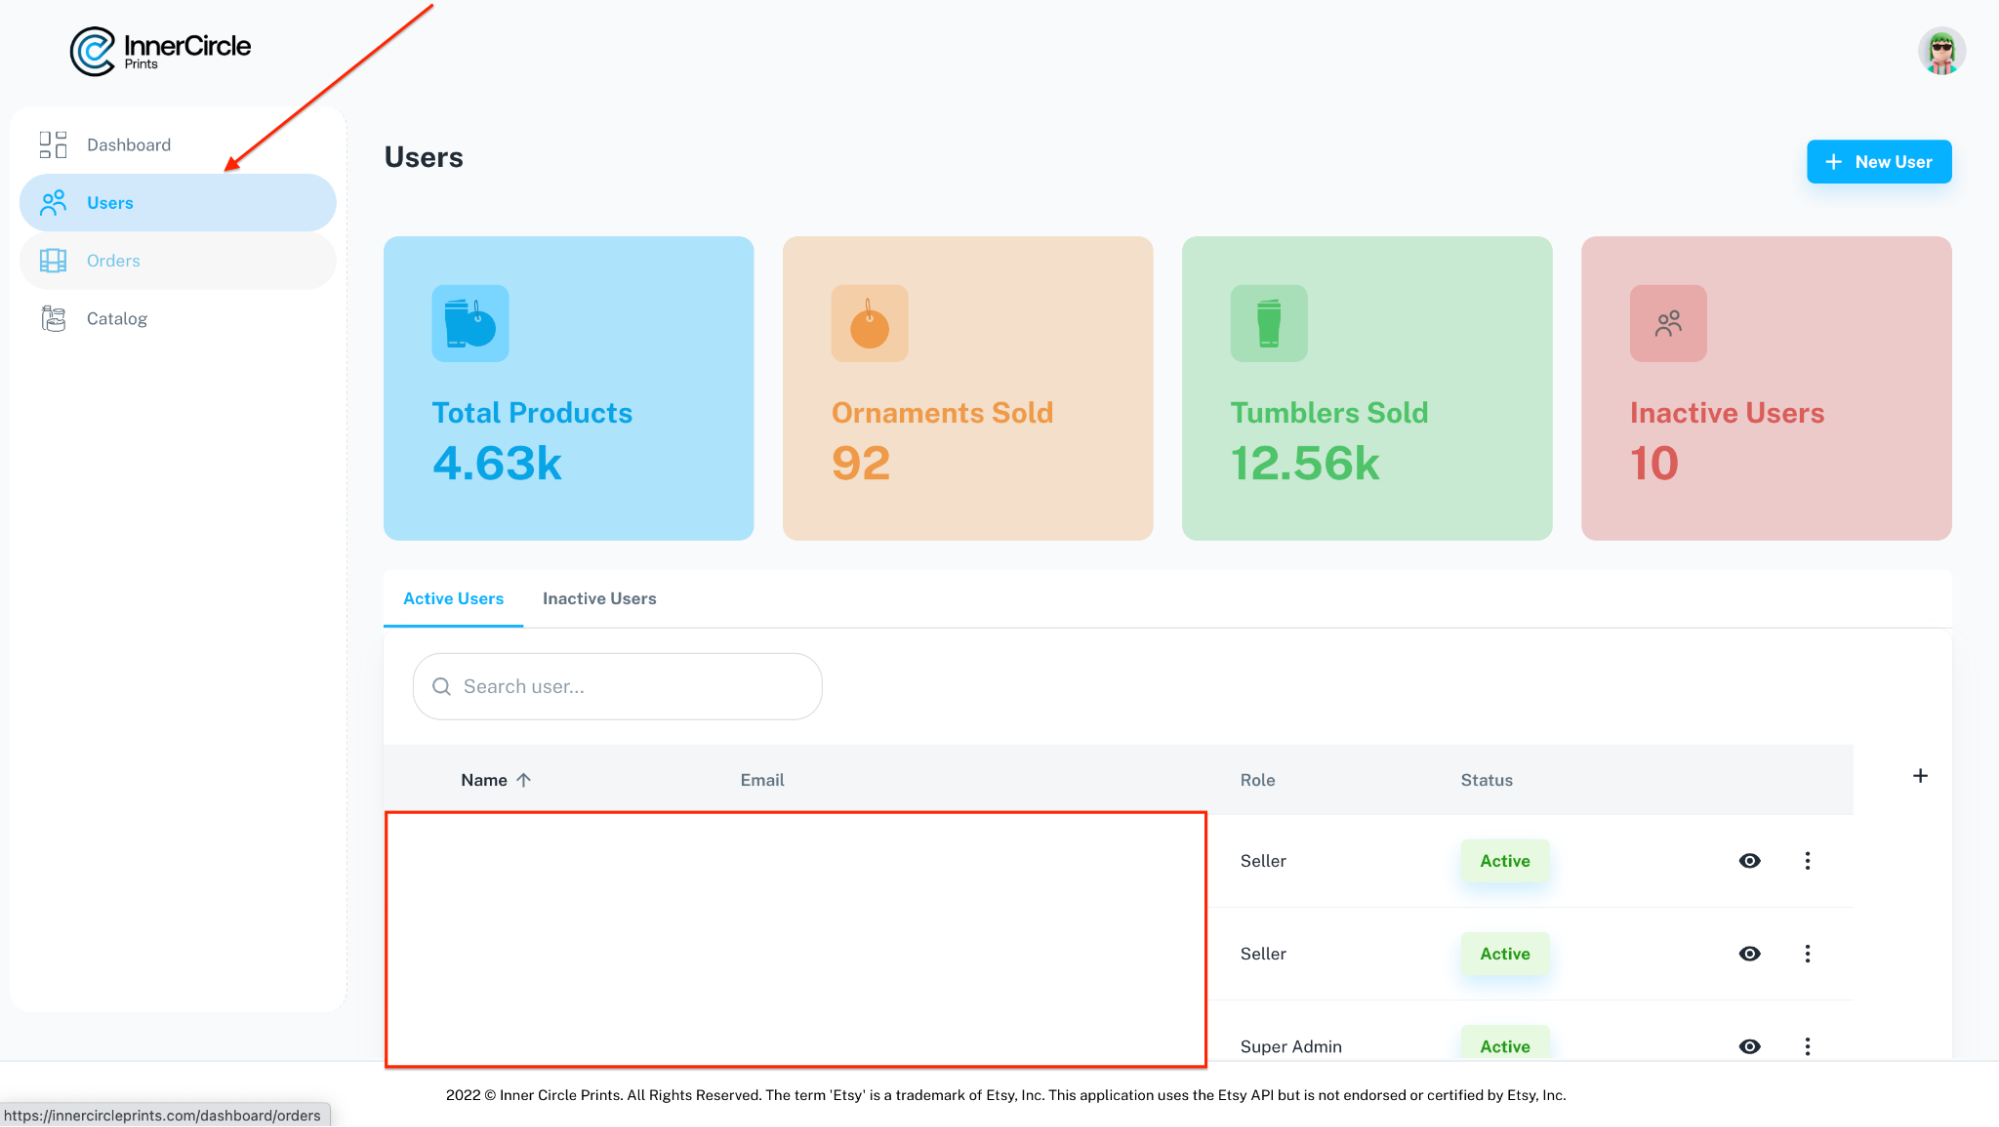 InnerCircle
Prints
Dashboard
Users
Orders
Catalog
Users
+ New User
Total Products
4.63k
Ornaments Sold
92
Tumblers Sold
12.56k
Inactive Users
10
Active Users Inactive Users
Search user...
Name ↑ Email Role Status +
Seller Active
Seller Active
Super Admin Active
2022 © Inner Circle Prints. All Rights Reserved. The term 'Etsy' is a trademark of Etsy, Inc. This application uses the Etsy API but is not endorsed or certified by Etsy, Inc.
https://innercircleprints.com/dashboard/orders